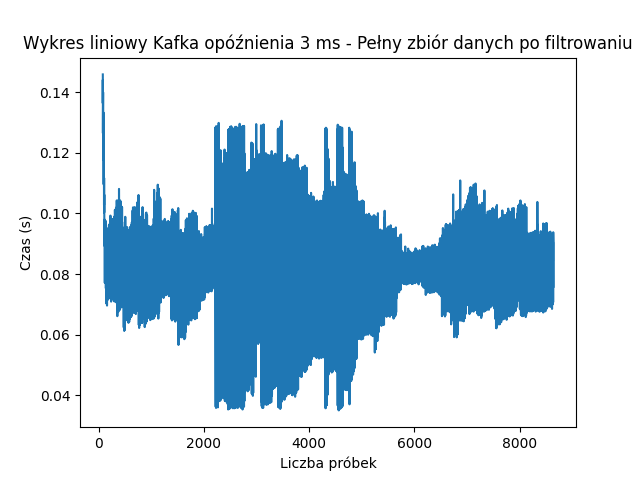 Wykres liniowy Kafka opóźnienia 3 ms - Pełny zbiór danych po filtrowaniu
0.14
0.12
0.10
0.08
0.06
0.04
Czas (s)
0 2000 4000 6000 8000
Liczba próbek